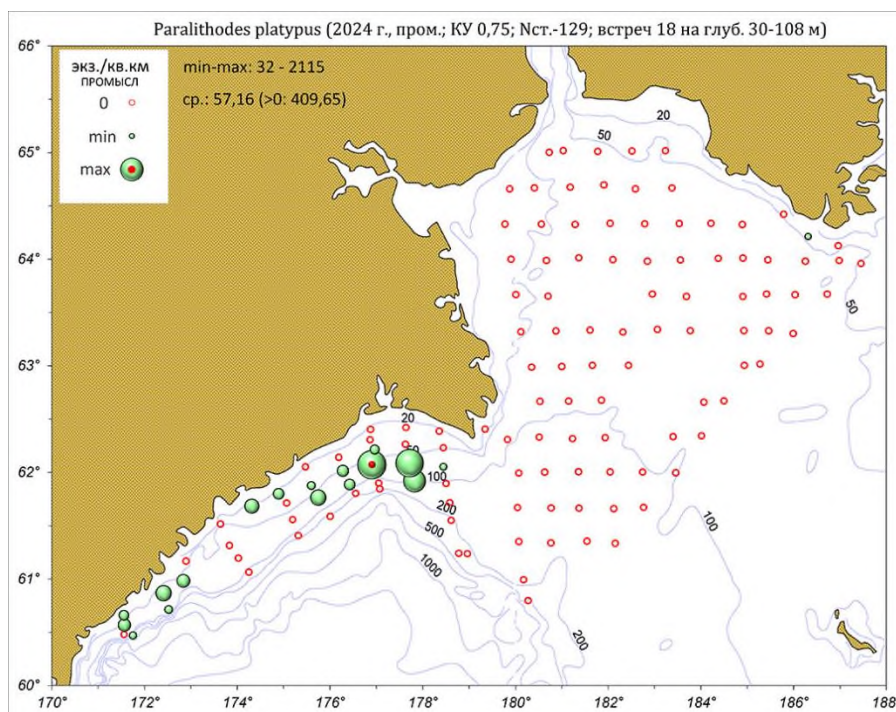 Paralithodes platypus (2024 г., пром.; КУ 0,75; Nст.-129; встреч 18 на глуб. 30-108 м)
66°
экз./кв.км
ПРОМЫСЛ
0
min
max
min-max: 32 - 2115
ср.: 57,16 (>0: 409,65)
20
50
65°
64°
50
63°
20
62°
50
100
200
500
1000
100
61°
200
60°
170 172 174 176 178 180 182 184 186 188